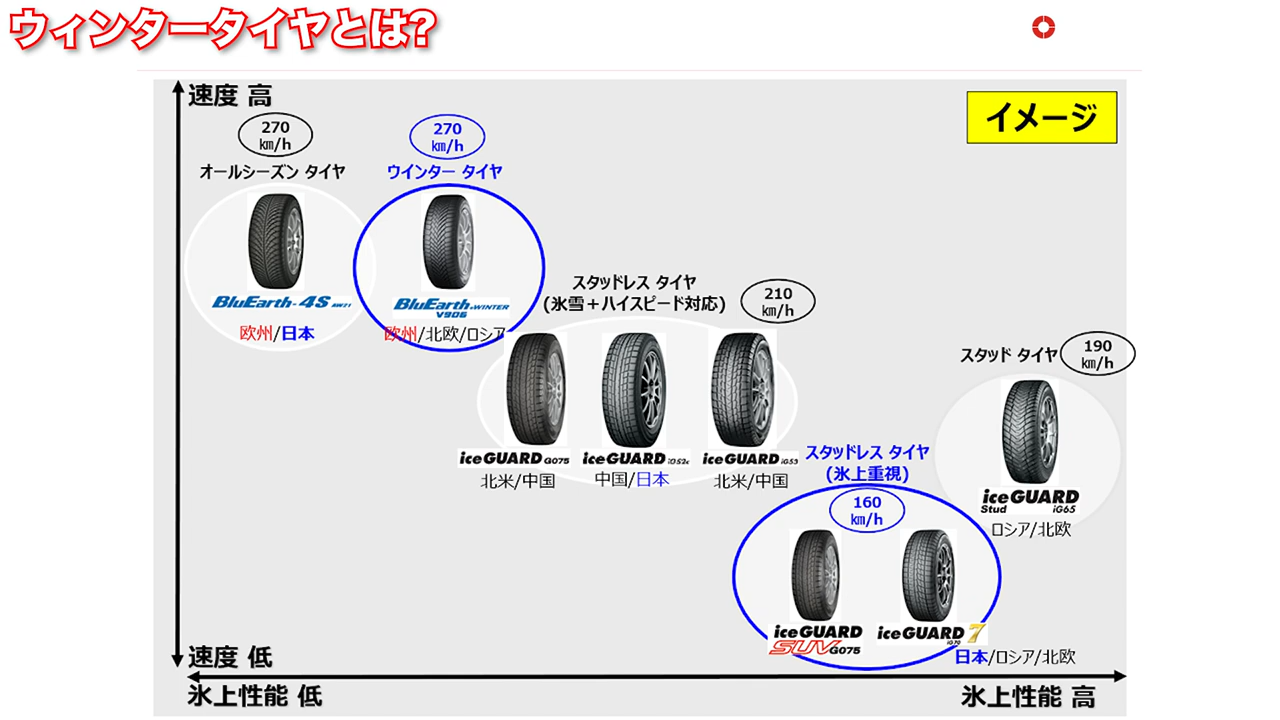 ウィンタータイヤとは?
速度 高
イメージ
270
km/h
オールシーズン タイヤ
270
km/h
ウインター タイヤ
BluEarth-4S AW21
欧州/日本
BluEarth*WINTER
V906
欧州/北欧/ロシア
スタッドレス タイヤ
(氷雪+ハイスピード対応)
210
km/h
iceGUARD G075
北米/中国
iceGUARD iG52c
中国/日本
iceGUARD iG53
北米/中国
スタッド タイヤ
190
km/h
iceGUARD
Stud iG65
ロシア/北欧
スタッドレス タイヤ
(氷上重視)
160
km/h
iceGUARD
SUV G075
iceGUARD 7
iG70
日本/ロシア/北欧
速度 低
氷上性能 低
氷上性能 高